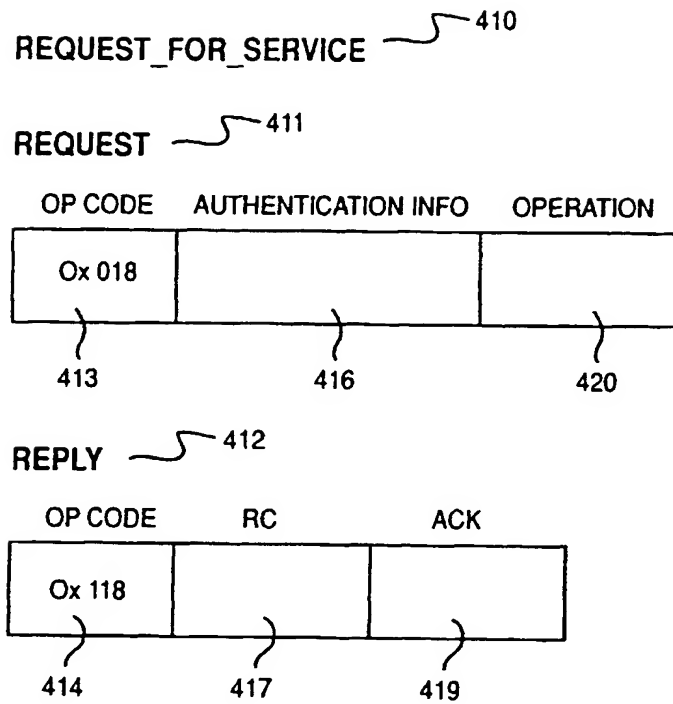 REQUEST_FOR_SERVICE 410
REQUEST 411
OP CODE AUTHENTICATION INFO OPERATION
Ox 018
413 416 420
REPLY 412
OP CODE RC ACK
Ox 118
414 417 419